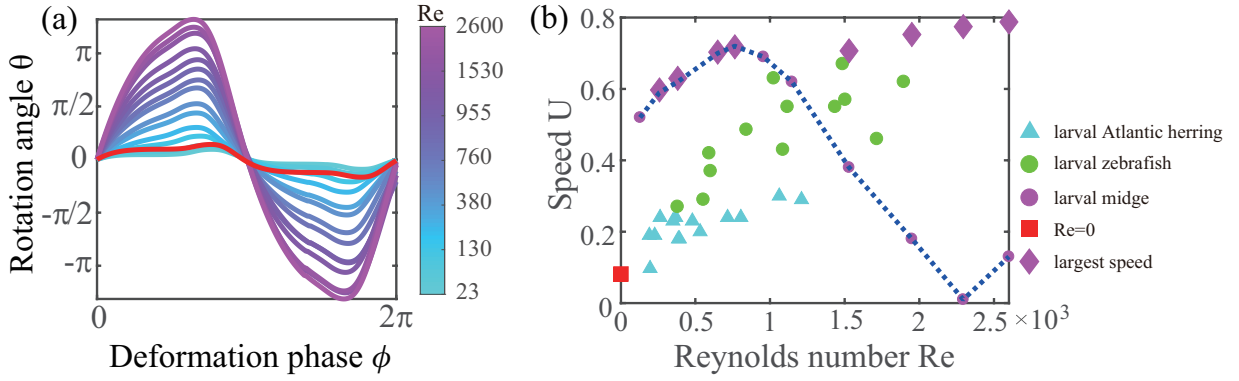 (a)
Re
2600
1530
955
760
380
130
23
π
π/2
0
-π/2
-π
Rotation angle θ
0
2π
Deformation phase ϕ
(b)
0.8
0.6
0.4
0.2
0
Speed U
0
0.5
1
1.5
2
2.5
×10³
Reynolds number Re
larval Atlantic herring
larval zebrafish
larval midge
Re=0
largest speed